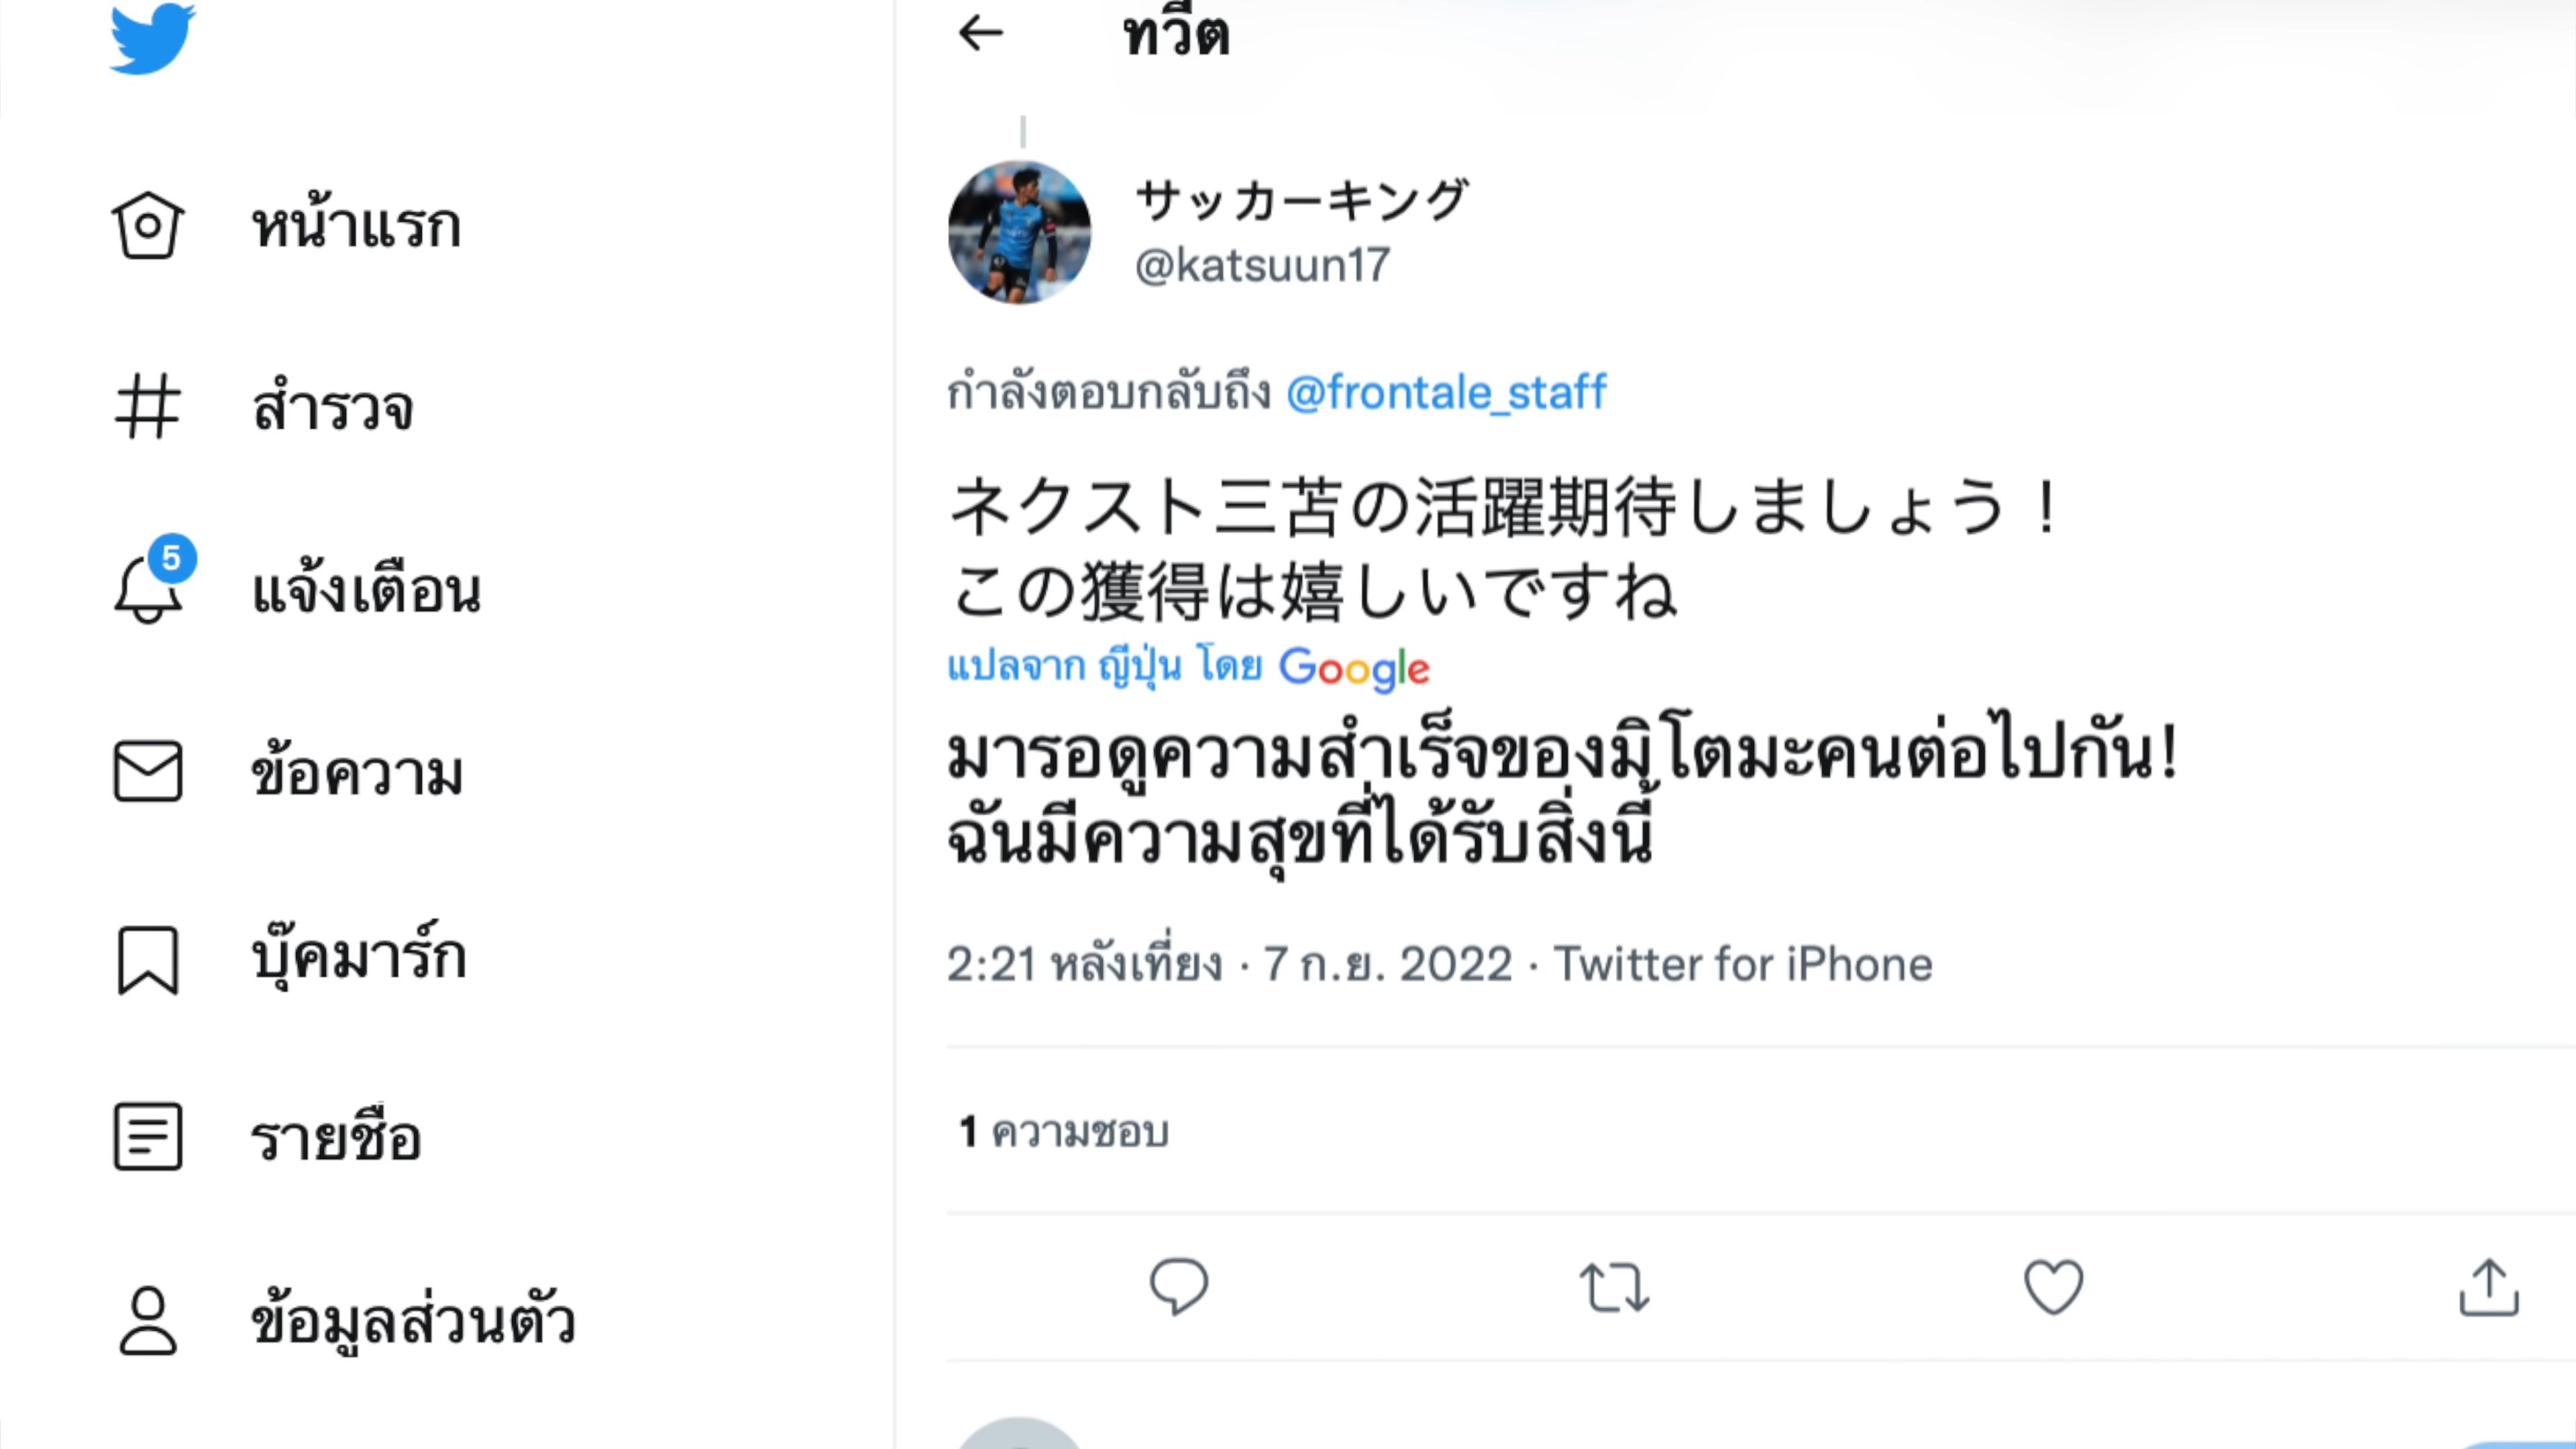 ทวีต
หน้าแรก
สำรวจ
5
แจ้งเตือน
ข้อความ
บุ๊คมาร์ก
รายชื่อ
ข้อมูลส่วนตัว
サッカーキング
@katsuun17
กำลังตอบกลับถึง @frontale_staff
ネクスト三苫の活躍期待しましょう！
この獲得は嬉しいですね
แปลจาก ญี่ปุ่น โดย Google
มารอดูความสำเร็จของมิโตมะคนต่อไปกัน!
ฉันมีความสุขที่ได้รับสิ่งนี้
2:21 หลังเที่ยง · 7 ก.ย. 2022 · Twitter for iPhone
1 ความชอบ